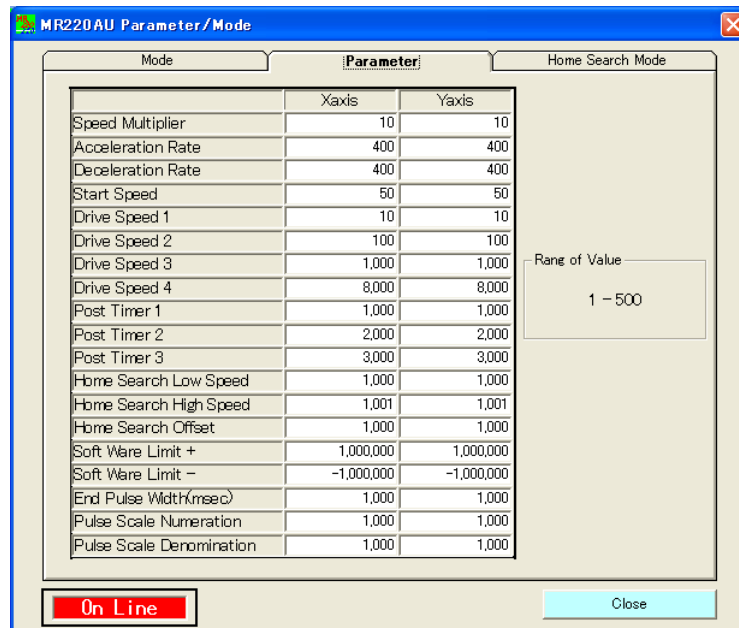 MR220AU Parameter/Mode
Mode Parameter Home Search Mode
Xaxis Yaxis
Speed Multiplier 10 10
Acceleration Rate 400 400
Deceleration Rate 400 400
Start Speed 50 50
Drive Speed 1 10 10
Drive Speed 2 100 100
Drive Speed 3 1,000 1,000
Drive Speed 4 8,000 8,000
Post Timer 1 1,000 1,000
Post Timer 2 2,000 2,000
Post Timer 3 3,000 3,000
Home Search Low Speed 1,000 1,000
Home Search High Speed 1,001 1,001
Home Search Offset 1,000 1,000
Soft Ware Limit + 1,000,000 1,000,000
Soft Ware Limit - -1,000,000 -1,000,000
End Pulse Width(msec) 1,000 1,000
Pulse Scale Numeration 1,000 1,000
Pulse Scale Denomination 1,000 1,000
Rang of Value
1 - 500
On Line
Close